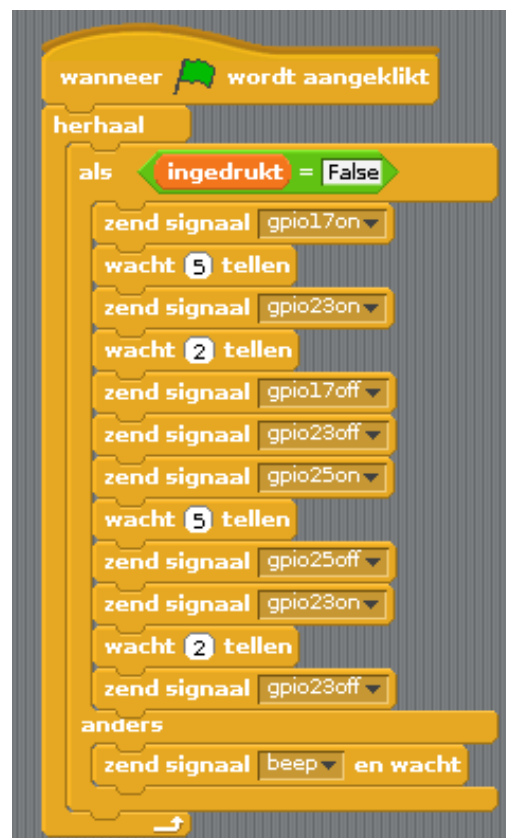 wanneer wordt aangeklikt
herhaal
als ingedrukt = False
zend signaal gpio17on
wacht 5 tellen
zend signaal gpio23on
wacht 2 tellen
zend signaal gpio17off
zend signaal gpio23off
zend signaal gpio25on
wacht 5 tellen
zend signaal gpio25off
zend signaal gpio23on
wacht 2 tellen
zend signaal gpio23off
anders
zend signaal beep en wacht